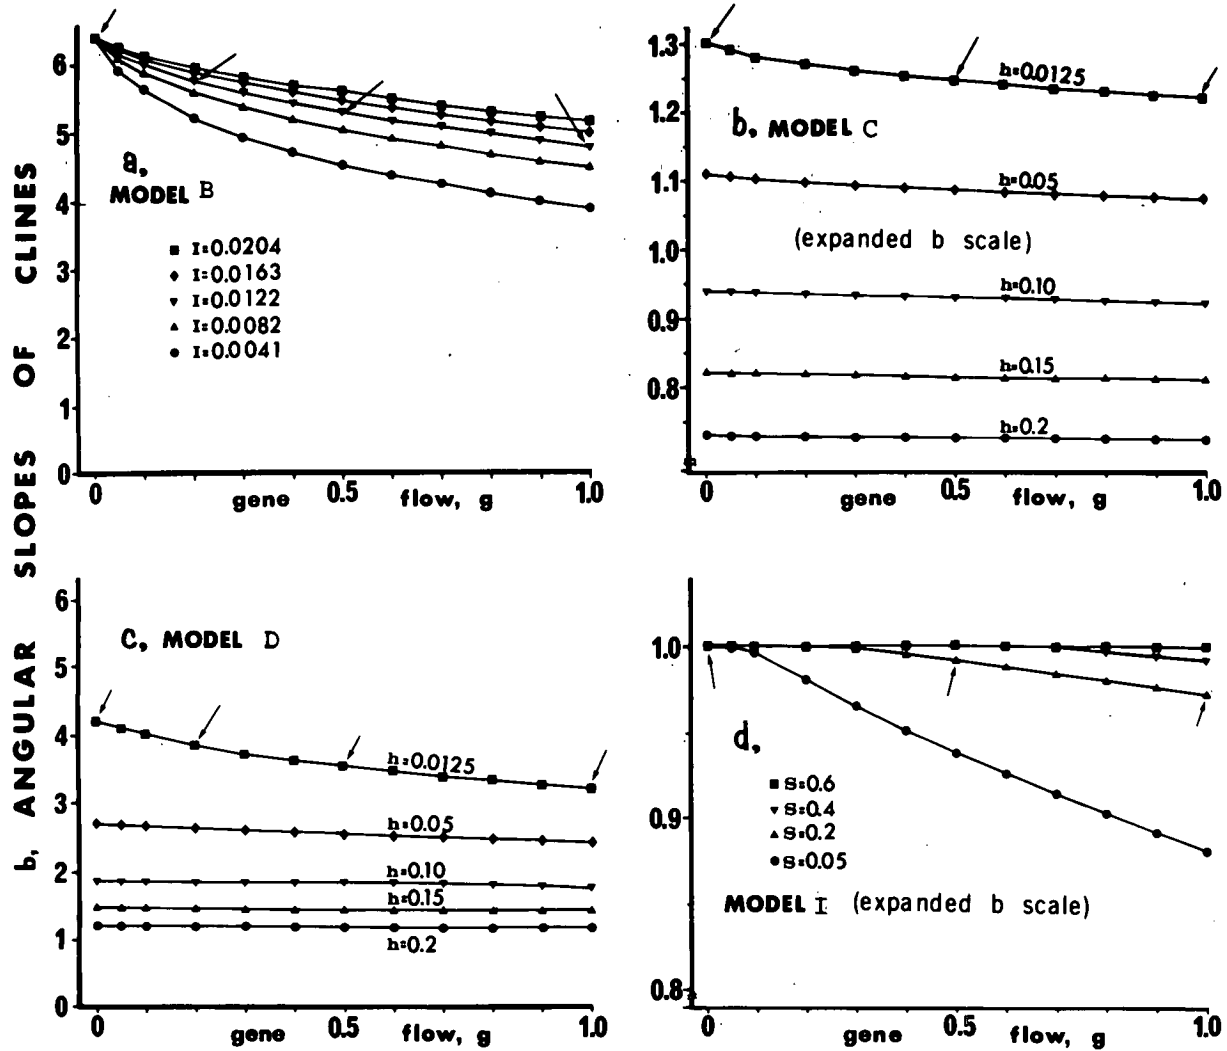 b, ANGULAR SLOPES OF CLINES
6
5
4
3
2
1
0
a,
MODEL B
I=0.0204
I=0.0163
I=0.0122
I=0.0082
I=0.0041
0 0.5 1.0
gene flow, g
1.3
1.2
1.1
1.0
0.9
0.8
h=0.0125
b, MODEL C
h=0.05
(expanded b scale)
h=0.10
h=0.15
h=0.2
0 0.5 1.0
gene flow, g
6
5
4
3
2
1
0
c, MODEL D
h=0.0125
h=0.05
h=0.10
h=0.15
h=0.2
0 0.5 1.0
gene flow, g
1.0
0.9
0.8
d,
S=0.6
S=0.4
S=0.2
S=0.05
MODEL I (expanded b scale)
0 0.5 1.0
gene flow, g